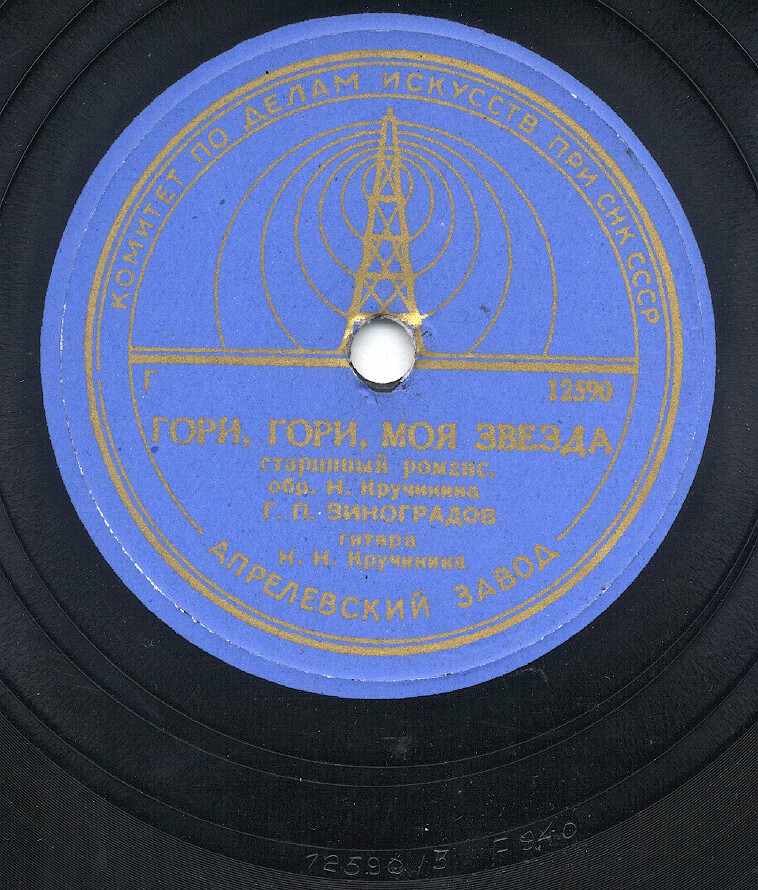 КОМИТЕТ ПО ДЕЛАМ ИСКУССТВ ПРИ СНК СССР
Г 12590
ГОРИ, ГОРИ, МОЯ ЗВЕЗДА
старинный романс,
обр. Н. Кручинина
Г. П. ВИНОГРАДОВ
гитара
Н. Н. Кручинина
АПРЕЛЕВСКИЙ ЗАВОД